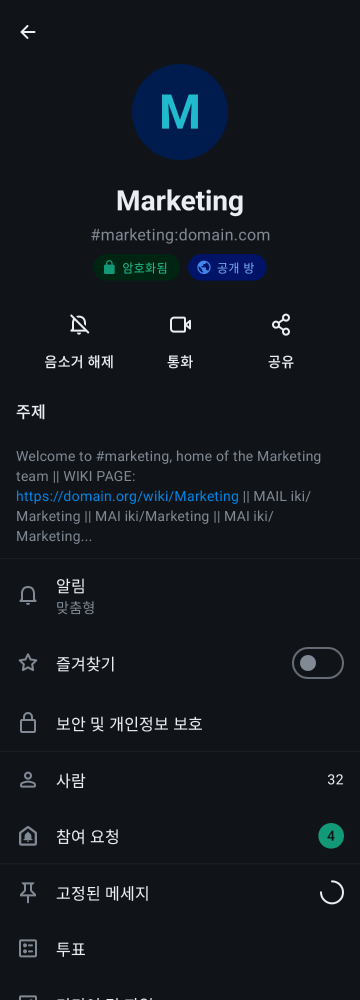 M
Marketing
#marketing:domain.com
암호화됨 공개 방
음소거 해제 통화 공유
주제
Welcome to #marketing, home of the Marketing
team || WIKI PAGE:
https://domain.org/wiki/Marketing || MAIL iki/
Marketing || MAI iki/Marketing || MAI iki/
Marketing...
알림
맞춤형
즐겨찾기
보안 및 개인정보 보호
사람 32
참여 요청 4
고정된 메세지
투표